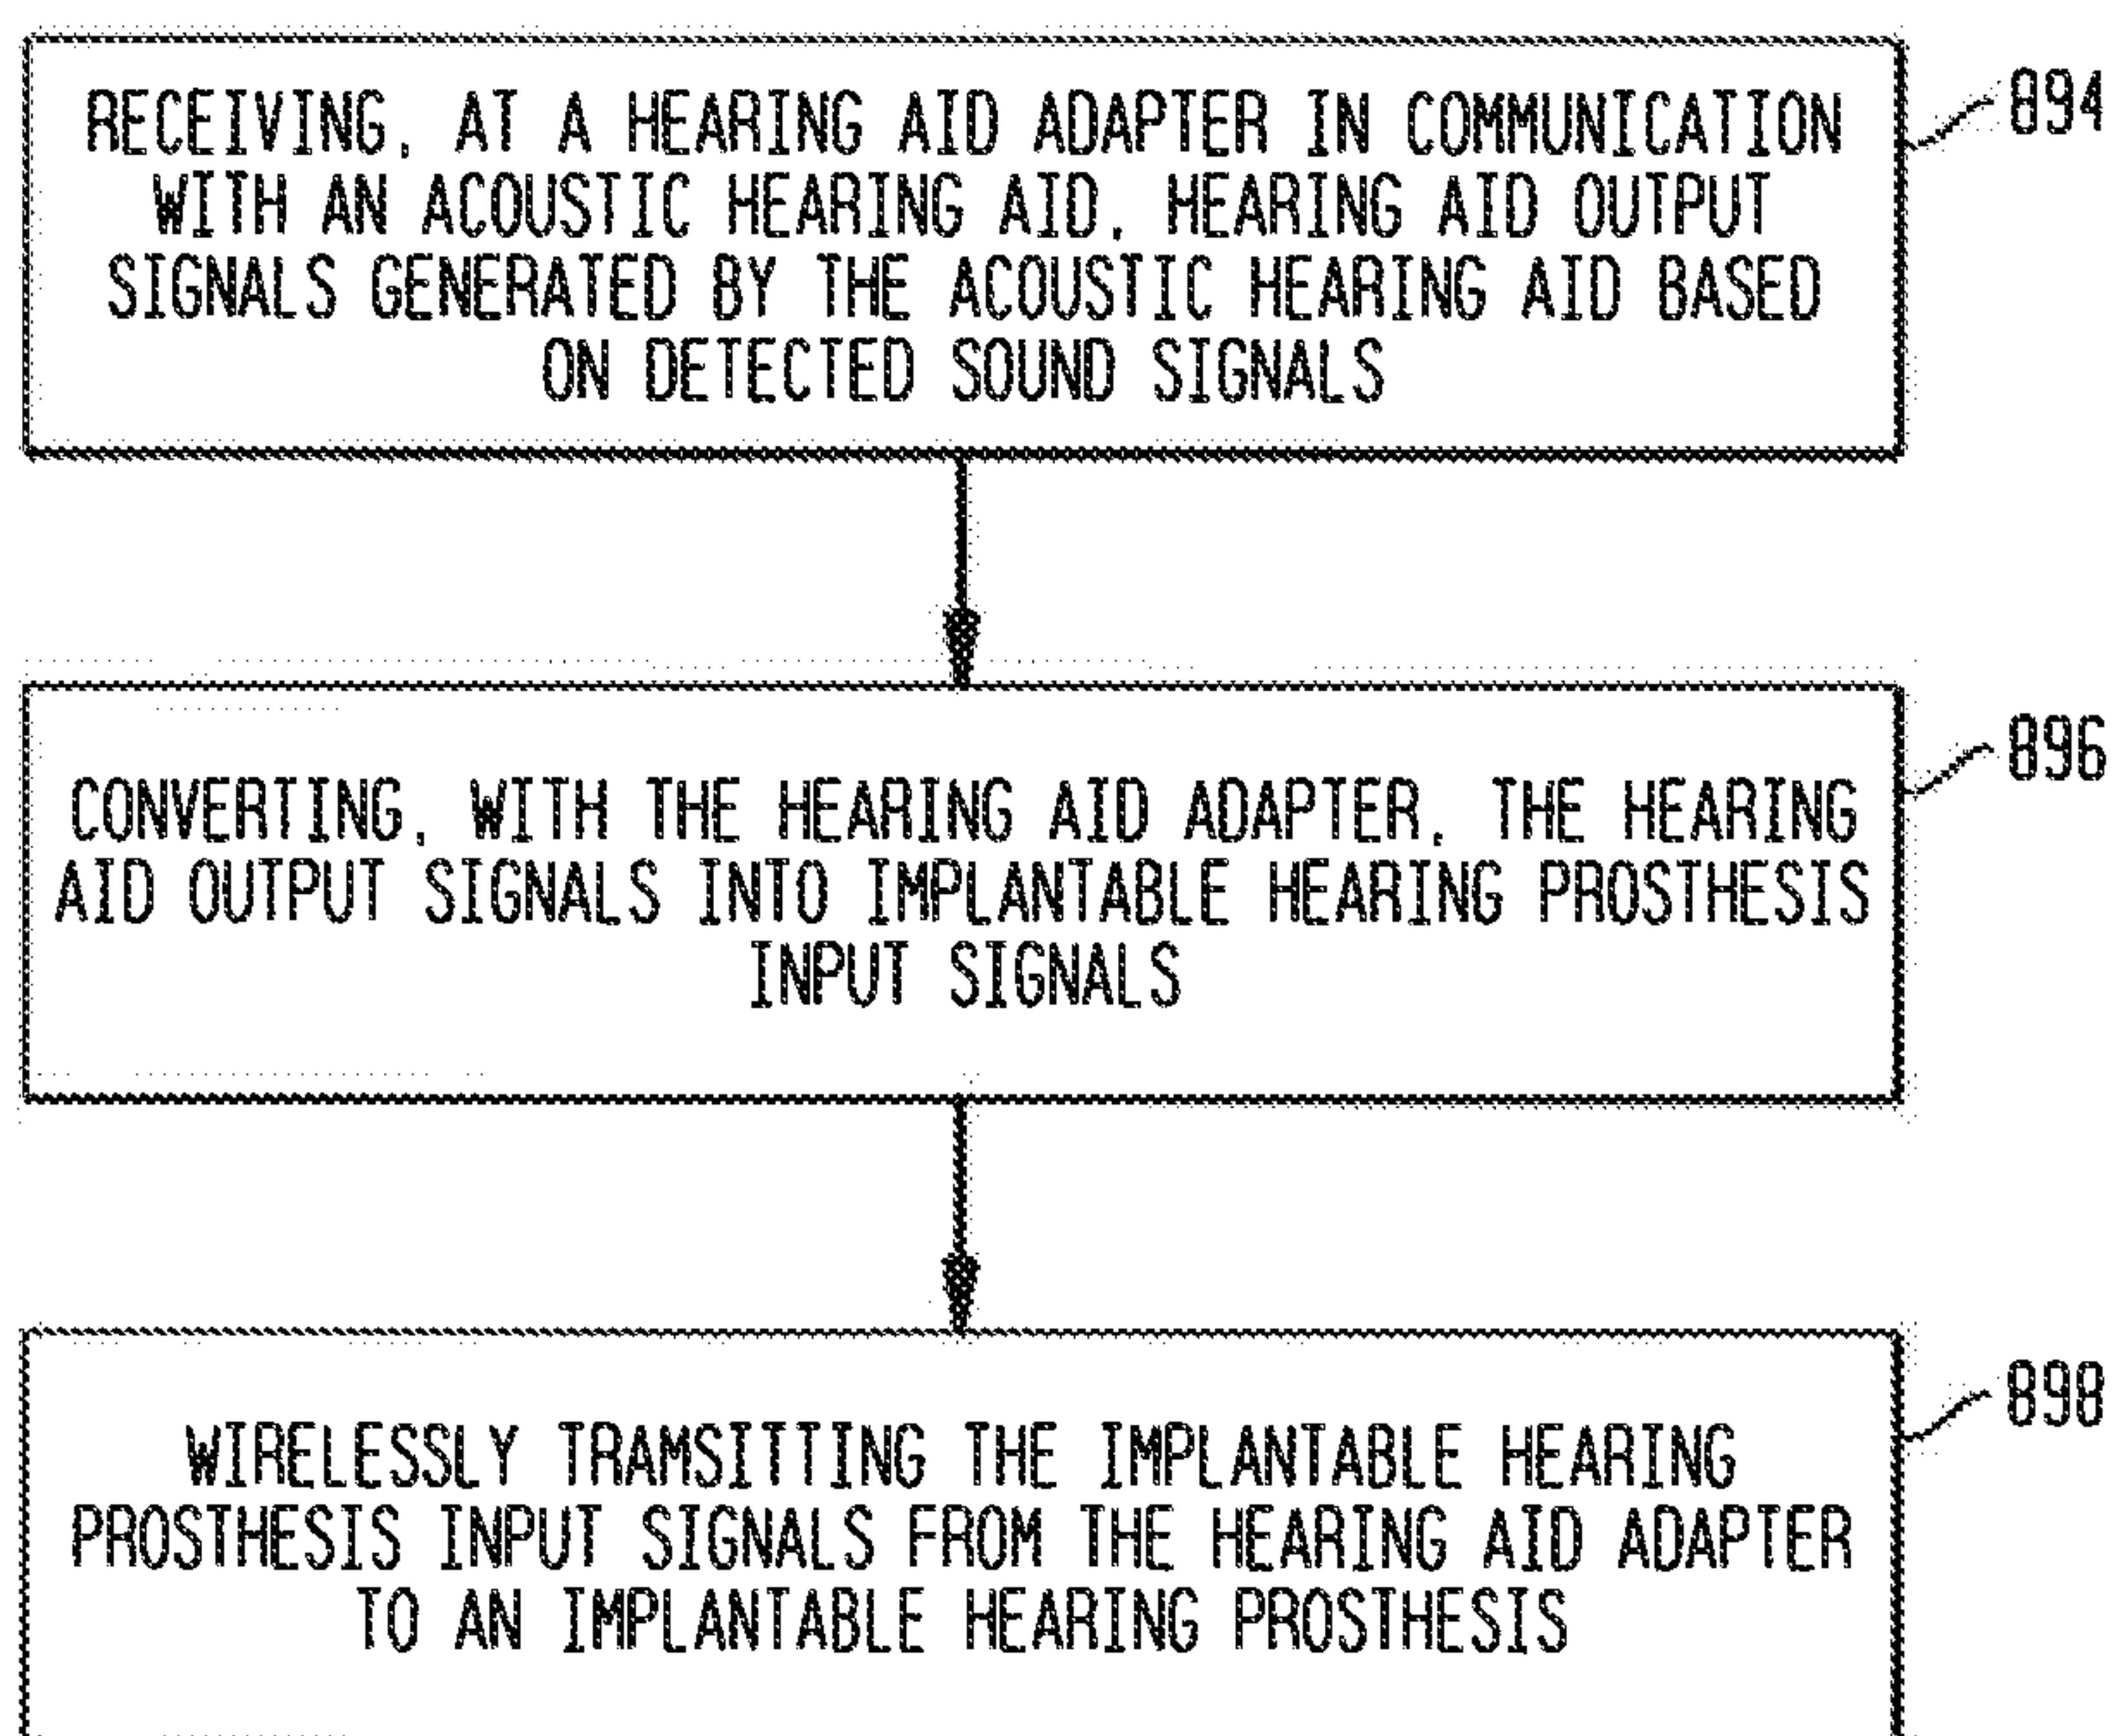 RECEIVING, AT A HEARING AID ADAPTER IN COMMUNICATION
WITH AN ACOUSTIC HEARING AID, HEARING AID OUTPUT
SIGNALS GENERATED BY THE ACOUSTIC HEARING AID BASED
ON DETECTED SOUND SIGNALS
894
CONVERTING, WITH THE HEARING AID ADAPTER, THE HEARING
AID OUTPUT SIGNALS INTO IMPLANTABLE HEARING PROSTHESIS
INPUT SIGNALS
896
WIRELESSLY TRAMSITTING THE IMPLANTABLE HEARING
PROSTHESIS INPUT SIGNALS FROM THE HEARING AID ADAPTER
TO AN IMPLANTABLE HEARING PROSTHESIS
898